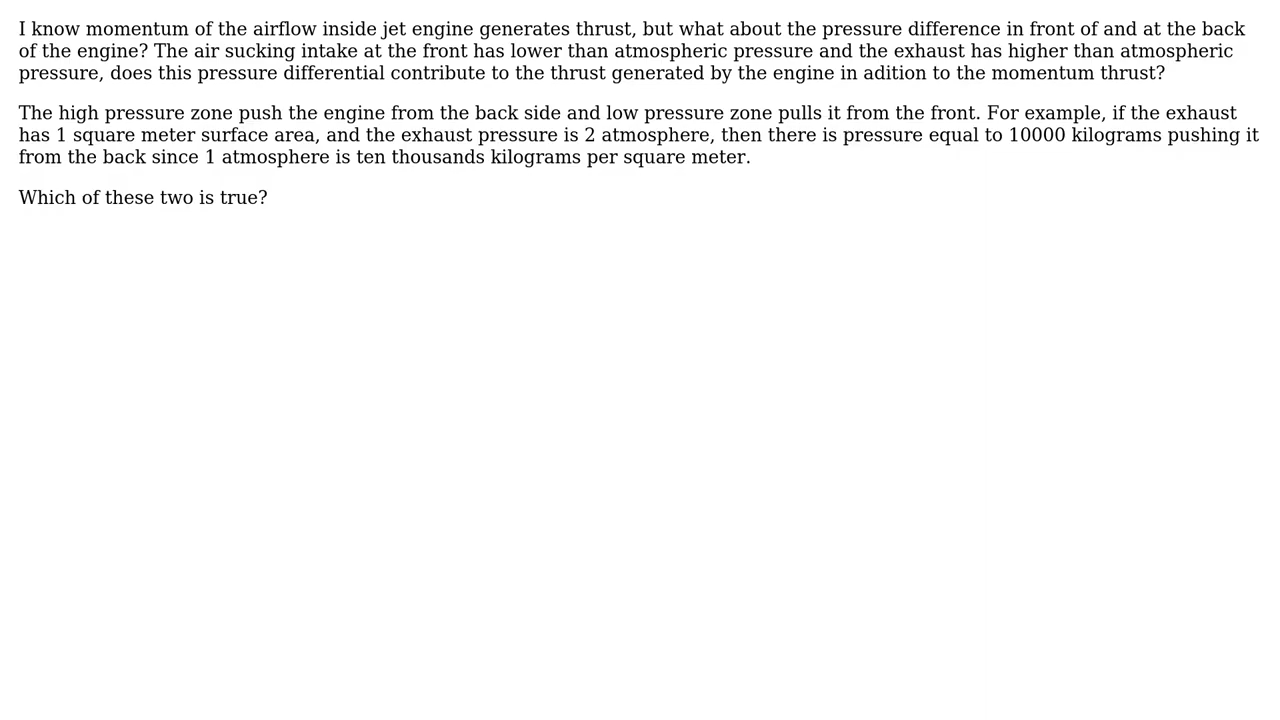 I know momentum of the airflow inside jet engine generates thrust, but what about the pressure difference in front of and at the back
of the engine? The air sucking intake at the front has lower than atmospheric pressure and the exhaust has higher than atmospheric
pressure, does this pressure differential contribute to the thrust generated by the engine in adition to the momentum thrust?
The high pressure zone push the engine from the back side and low pressure zone pulls it from the front. For example, if the exhaust
has 1 square meter surface area, and the exhaust pressure is 2 atmosphere, then there is pressure equal to 10000 kilograms pushing it
from the back since 1 atmosphere is ten thousands kilograms per square meter.
Which of these two is true?